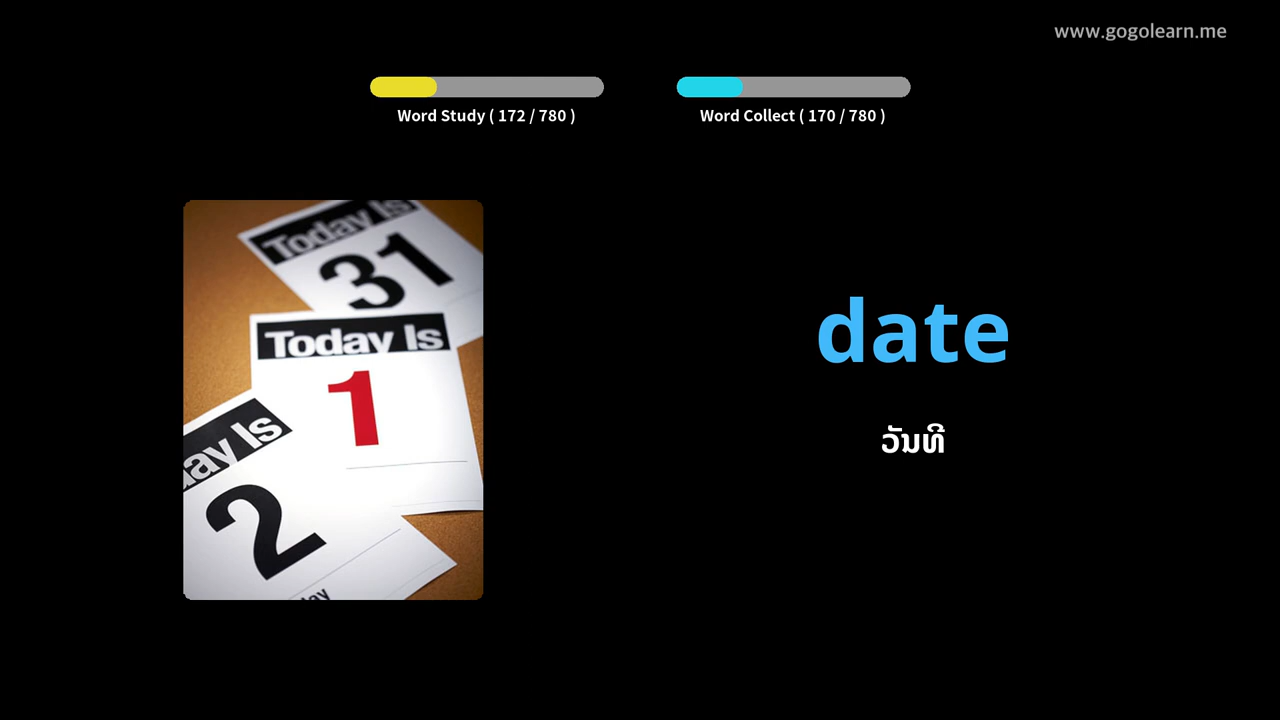 www.gogolearn.me
Word Study ( 172 / 780 )
Word Collect ( 170 / 780 )
Today Is
31
Today Is
1
day Is
2
date
ວັນທີ